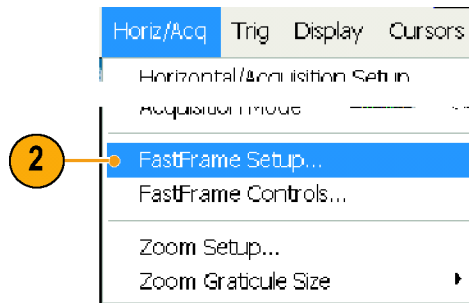 Horiz/Acq Trig Display Cursors
Horizontal/Acquisition Setup
Acquisition Mode
2
FastFrame Setup...
FastFrame Controls...
Zoom Setup...
Zoom Graticule Size